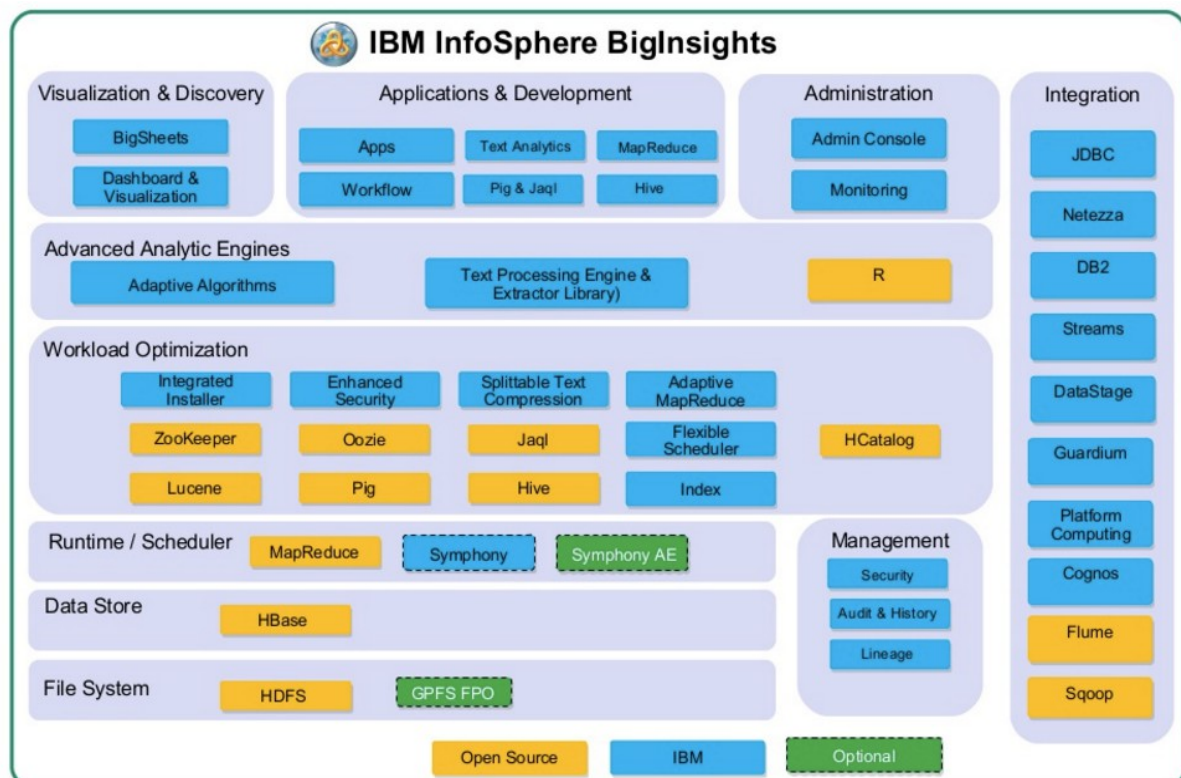 IBM InfoSphere BigInsights
Visualization & Discovery
BigSheets
Dashboard &
Visualization
Applications & Development
Apps
Text Analytics
MapReduce
Workflow
Pig & Jaql
Hive
Administration
Admin Console
Monitoring
Integration
JDBC
Netezza
DB2
Streams
DataStage
Guardium
Platform
Computing
Cognos
Flume
Sqoop
Advanced Analytic Engines
Adaptive Algorithms
Text Processing Engine &
Extractor Library)
R
Workload Optimization
Integrated
Installer
Enhanced
Security
Splittable Text
Compression
Adaptive
MapReduce
ZooKeeper
Oozie
Jaql
Flexible
Scheduler
HCatalog
Lucene
Pig
Hive
Index
Runtime / Scheduler
MapReduce
Symphony
Symphony AE
Management
Security
Audit & History
Lineage
Data Store
HBase
File System
HDFS
GPFS FPO
Open Source
IBM
Optional